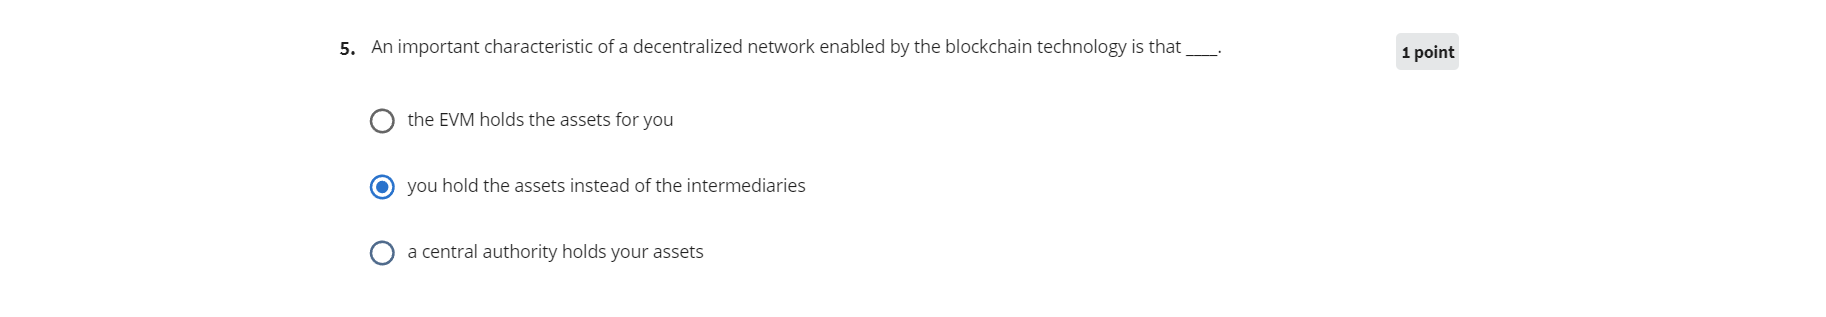 5. An important characteristic of a decentralized network enabled by the blockchain technology is that ____.
1 point
the EVM holds the assets for you
you hold the assets instead of the intermediaries
a central authority holds your assets